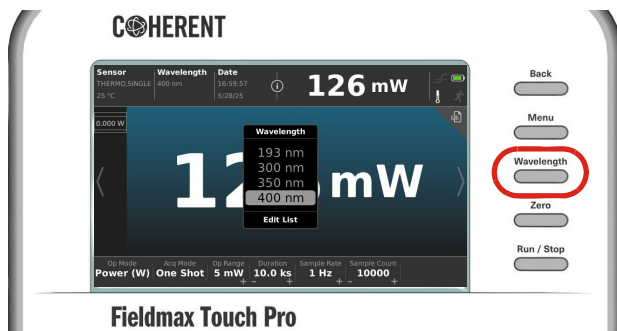 COHERENT
Sensor Wavelength Date
THERMO,SINGLE 400 nm 16:59:57
25 °C 5/28/25
126 mW
0.000 W
Wavelength
193 nm
300 nm
350 nm
400 nm
Edit List
12 mW
Op Mode Acq Mode Op Range Duration Sample Rate Sample Count
Power (W) One Shot 5 mW 10.0 ks 1 Hz 10000
+ - + + - +
Back
Menu
Wavelength
Zero
Run / Stop
Fieldmax Touch Pro